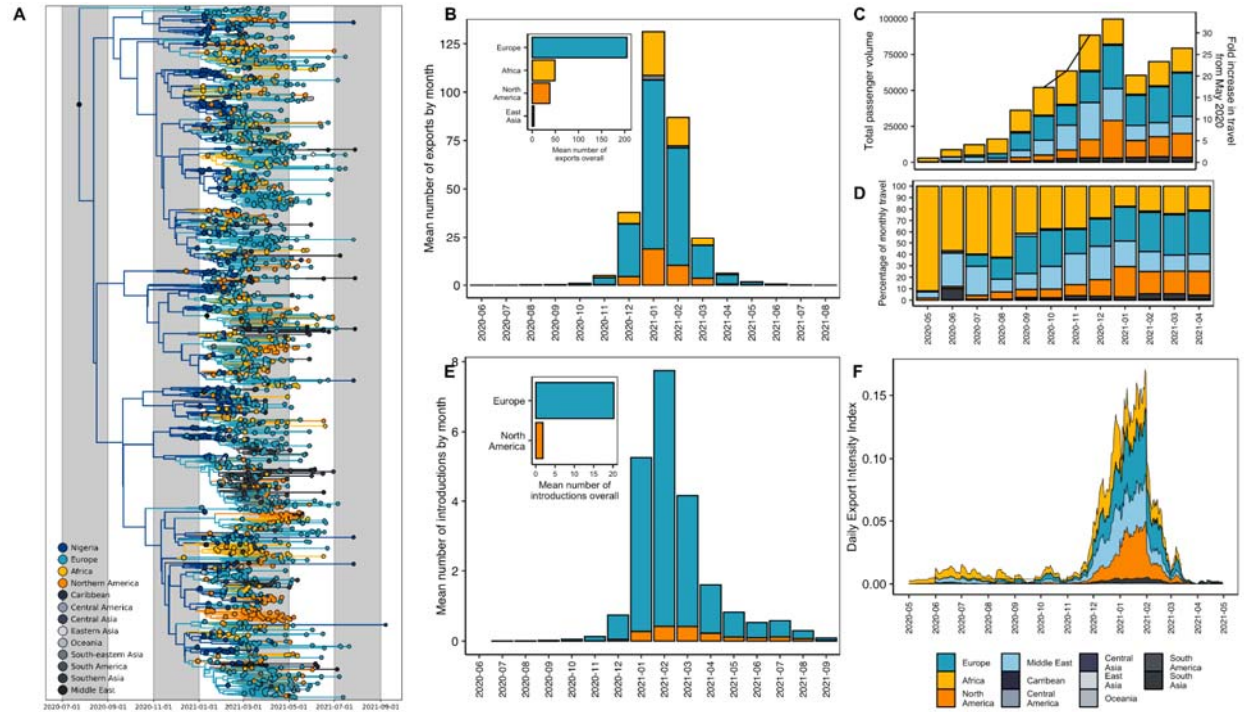 A
Nigeria
Europe
Africa
Northern America
Caribbean
Central America
Central Asia
Eastern Asia
Oceania
South-eastern Asia
South America
Southern Asia
Middle East
2020-07-01 2020-09-01 2020-11-01 2021-01-01 2021-03-01 2021-05-01 2021-07-01 2021-09-01
B
Mean number of exports by month
125
100
75
50
25
0
Europe
Africa
North
America
East
Asia
0 50 100 150 200
Mean number of
exports overall
2020-06 2020-07 2020-08 2020-09 2020-10 2020-11 2020-12 2021-01 2021-02 2021-03 2021-04 2021-05 2021-06 2021-07 2021-08
C
Total passenger volume
100000
75000
50000
25000
0
30
25
20
15
10
5
0
Fold increase in travel
from May 2020
D
Percentage of monthly travel
100
90
80
70
60
50
40
30
20
10
0
2020-05 2020-06 2020-07 2020-08 2020-09 2020-10 2020-11 2020-12 2021-01 2021-02 2021-03 2021-04
E
Mean number of introductions by month
8
6
4
2
0
Europe
North
America
0 5 10 15 20
Mean number of
introductions overall
2020-06 2020-07 2020-08 2020-09 2020-10 2020-11 2020-12 2021-01 2021-02 2021-03 2021-04 2021-05 2021-06 2021-07 2021-08 2021-09
F
Daily Export Intensity Index
0.15
0.10
0.05
0.00
2020-05 2020-06 2020-07 2020-08 2020-09 2020-10 2020-11 2020-12 2021-01 2021-02 2021-03 2021-04 2021-05
Europe
Africa
North
America
Middle East
Carribean
Central
America
Central
Asia
East
Asia
Oceania
South
America
South
Asia